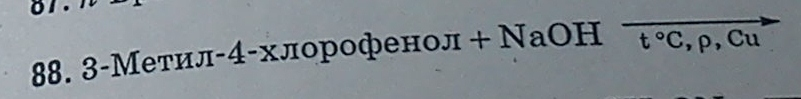 88. 3-Метил-4-хлорофенол + NaOH
t °C, ρ, Cu